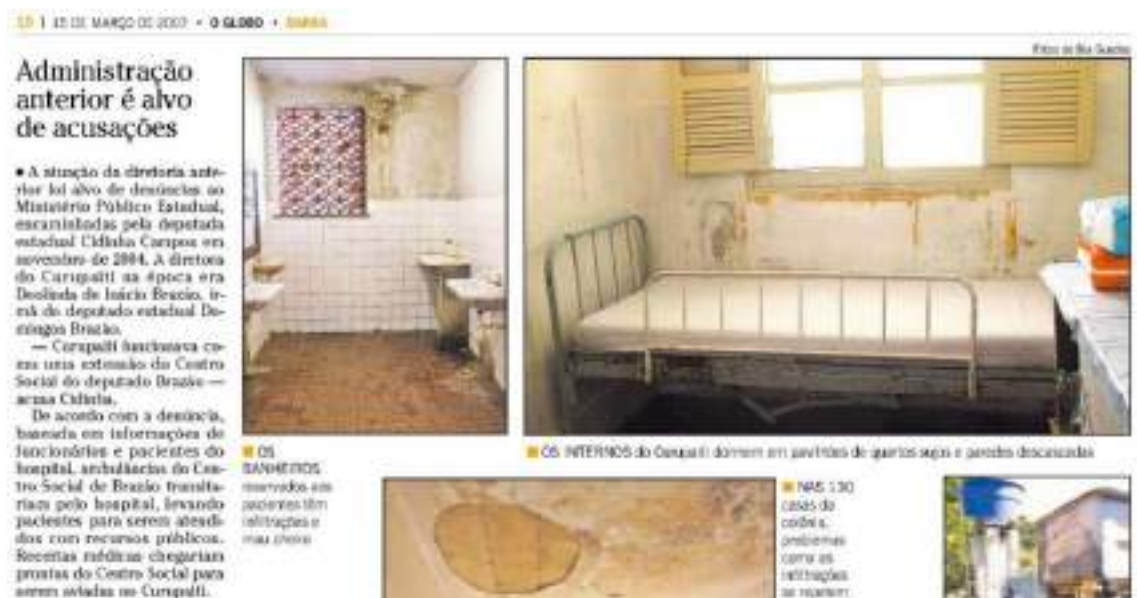 18 | 15 DE MARÇO DE 2007 • O GLOBO • BARRA
Administração
anterior é alvo
de acusações
A atuação da diretoria ante-
rior foi alvo de denúncias ao
Ministério Público Estadual,
encaminhadas pela deputada
estadual Cidinha Campos em
novembro de 2004. A diretora
do Curupaiti na época era
Deolinda de Inácio Brazão, ir-
mã do deputado estadual Do-
mingos Brazão.
— Curupaiti funcionava co-
mo uma extensão do Centro
Social do deputado Brazão —
acusa Cidinha.
De acordo com a denúncia,
baseada em informações de
funcionários e pacientes do
hospital, ambulâncias do Cen-
tro Social de Brazão transita-
riam pelo hospital, levando
pacientes para serem atendi-
dos com recursos públicos.
Receitas médicas chegariam
prontas do Centro Social para
serem aviadas no Curupaiti.
OS
BANHEIROS
reservados aos
pacientes têm
infiltrações e
mau cheiro
OS INTERNOS do Curupaiti dormem em pavilhões de quartos sujos e paredes descascadas
NAS 130
casas da
colônia,
problemas
como as
infiltrações
se repetem